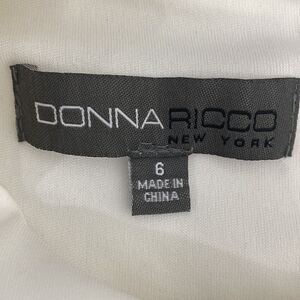 DONNA RICCO
NEW YORK
6
MADE IN
CHINA